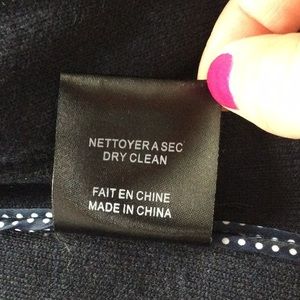 NETTOYER A SEC
DRY CLEAN
FAIT EN CHINE
MADE IN CHINA